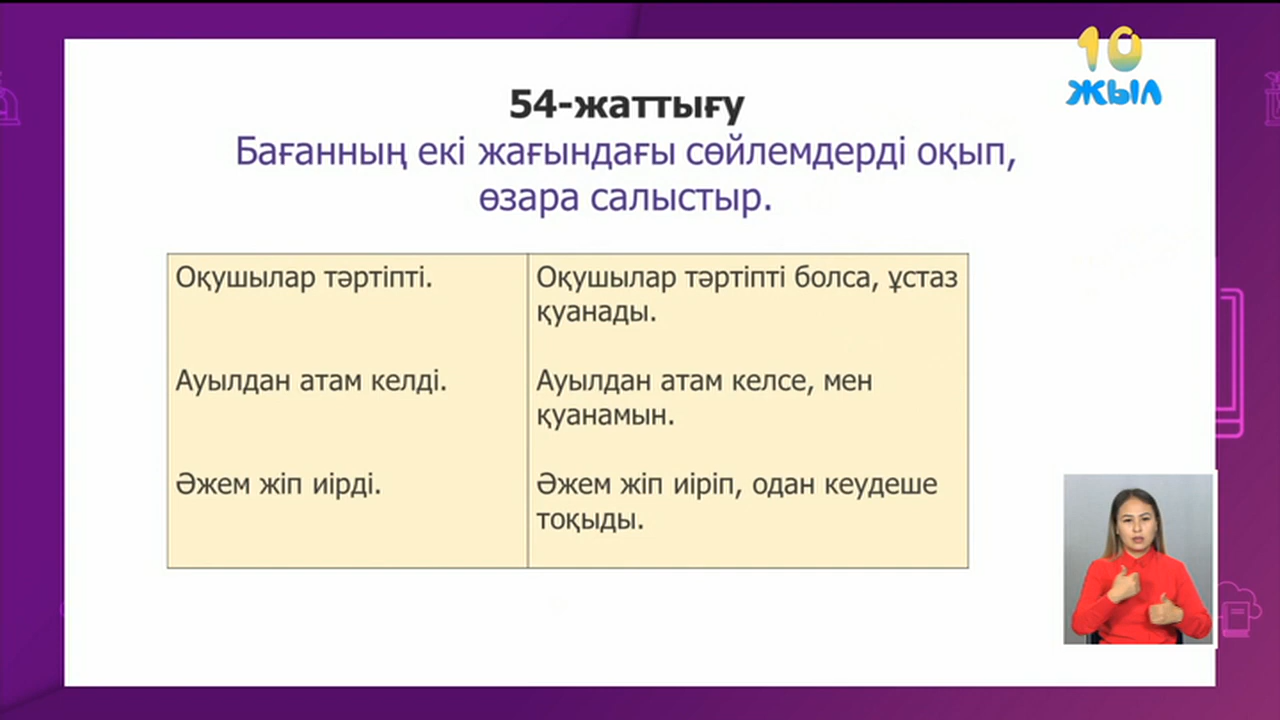 10
ЖЫЛ
54-жаттығу
Бағанның екі жағындағы сөйлемдерді оқып,
өзара салыстыр.
Оқушылар тәртіпті.
Оқушылар тәртіпті болса, ұстаз
қуанады.
Ауылдан атам келді.
Ауылдан атам келсе, мен
қуанамын.
Әжем жіп иірді.
Әжем жіп иіріп, одан кеудеше
тоқыды.